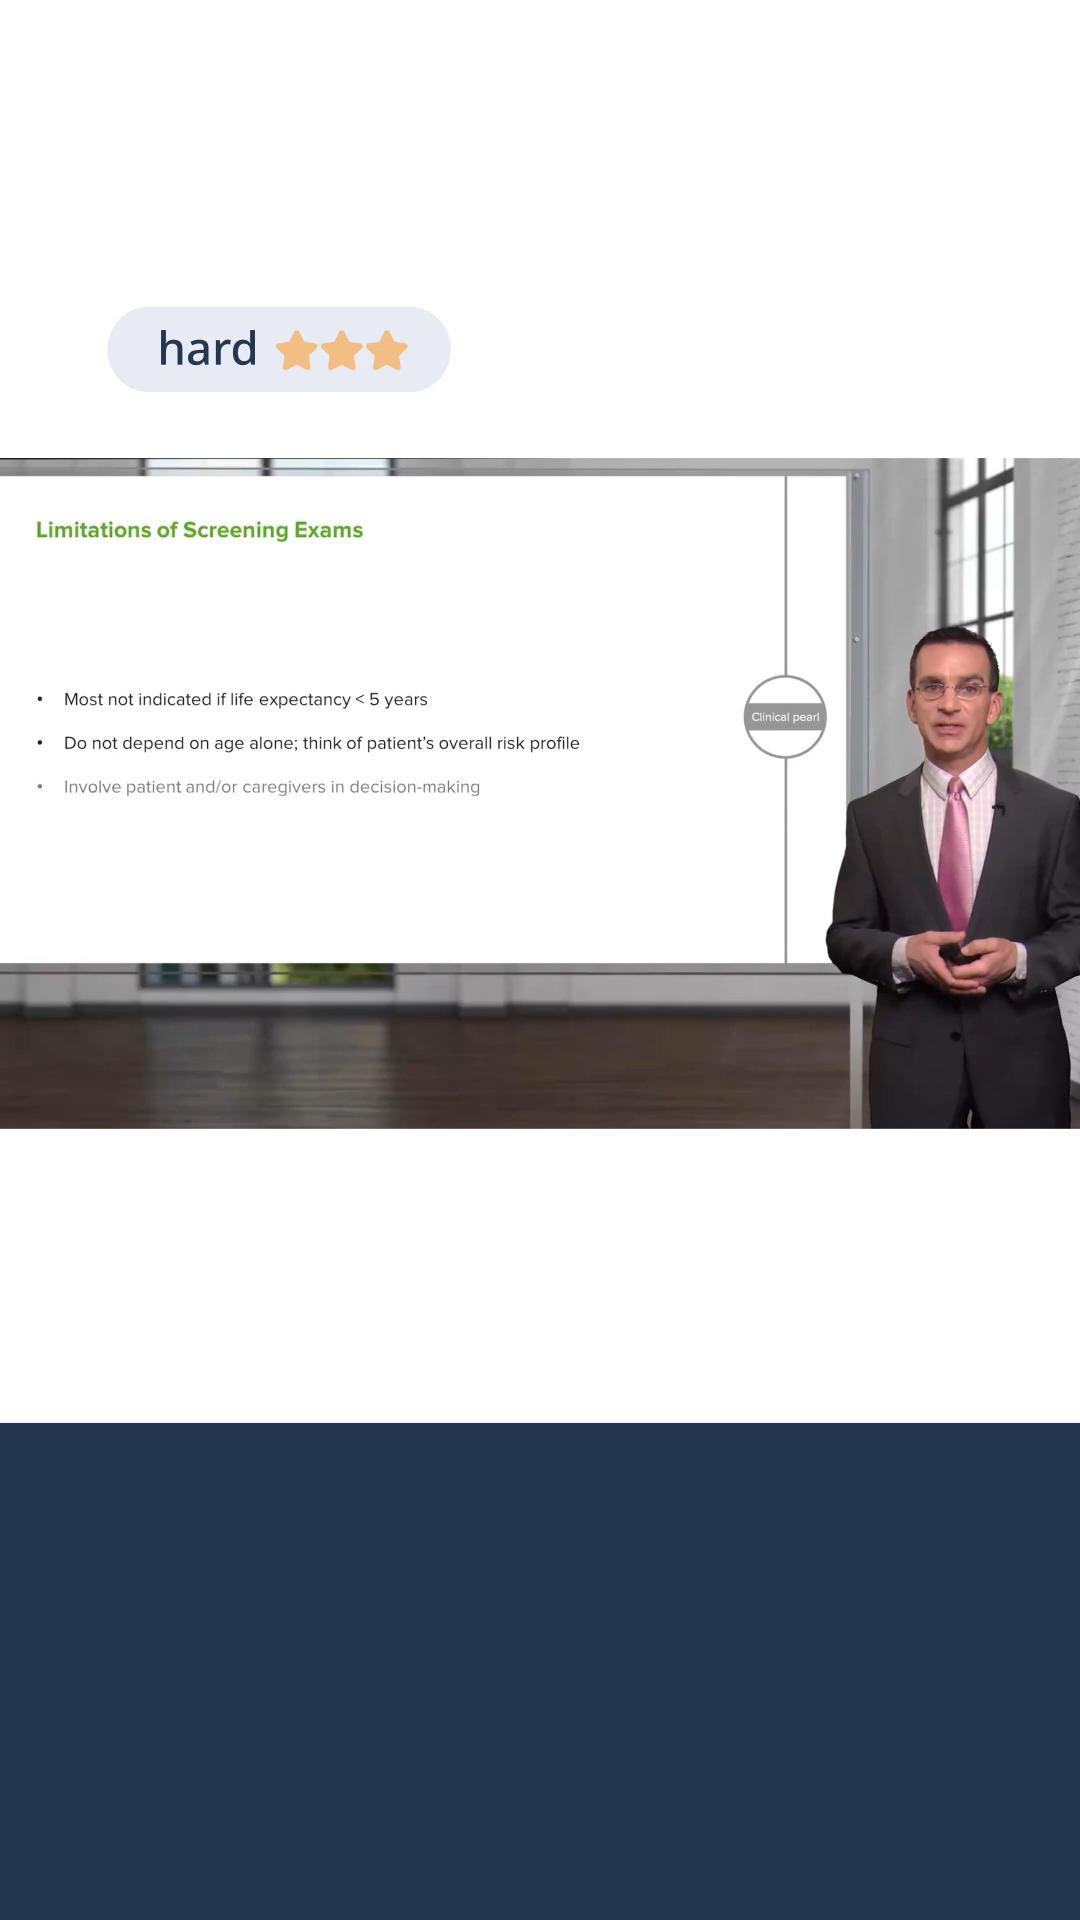 hard
Limitations of Screening Exams
• Most not indicated if life expectancy < 5 years
• Do not depend on age alone; think of patient’s overall risk profile
• Involve patient and/or caregivers in decision-making
Clinical pearl